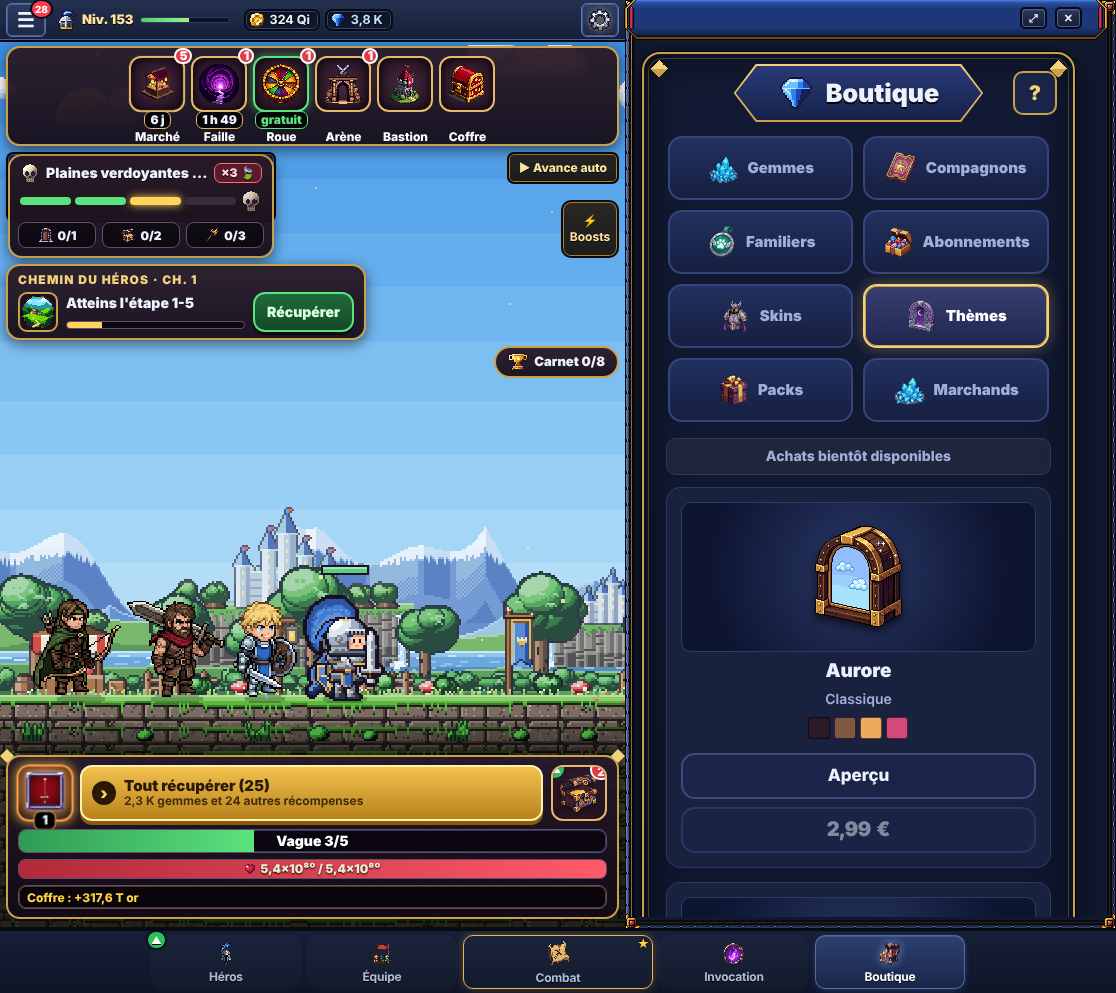 28
Niv. 153
324 Qi
3,8 K
5
1
1
1
6 j
1 h 49
gratuit
Marché
Faille
Roue
Arène
Bastion
Coffre
Plaines verdoyantes ...
×3
0/1
0/2
0/3
Avance auto
Boosts
CHEMIN DU HÉROS · CH. 1
Atteins l'étape 1-5
Récupérer
Carnet 0/8
Tout récupérer (25)
2,3 K gemmes et 24 autres récompenses
1
Vague 3/5
5,4×10⁸⁰ / 5,4×10⁸⁰
Coffre : +317,6 T or
Boutique
?
Gemmes
Compagnons
Familiers
Abonnements
Skins
Thèmes
Packs
Marchands
Achats bientôt disponibles
Aurore
Classique
Aperçu
2,99 €
Héros
Équipe
Combat
Invocation
Boutique